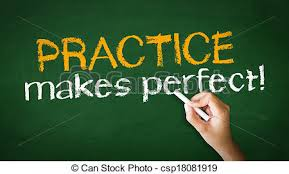 PRACTICE
makes perfect!
© Can Stock Photo - csp18081919